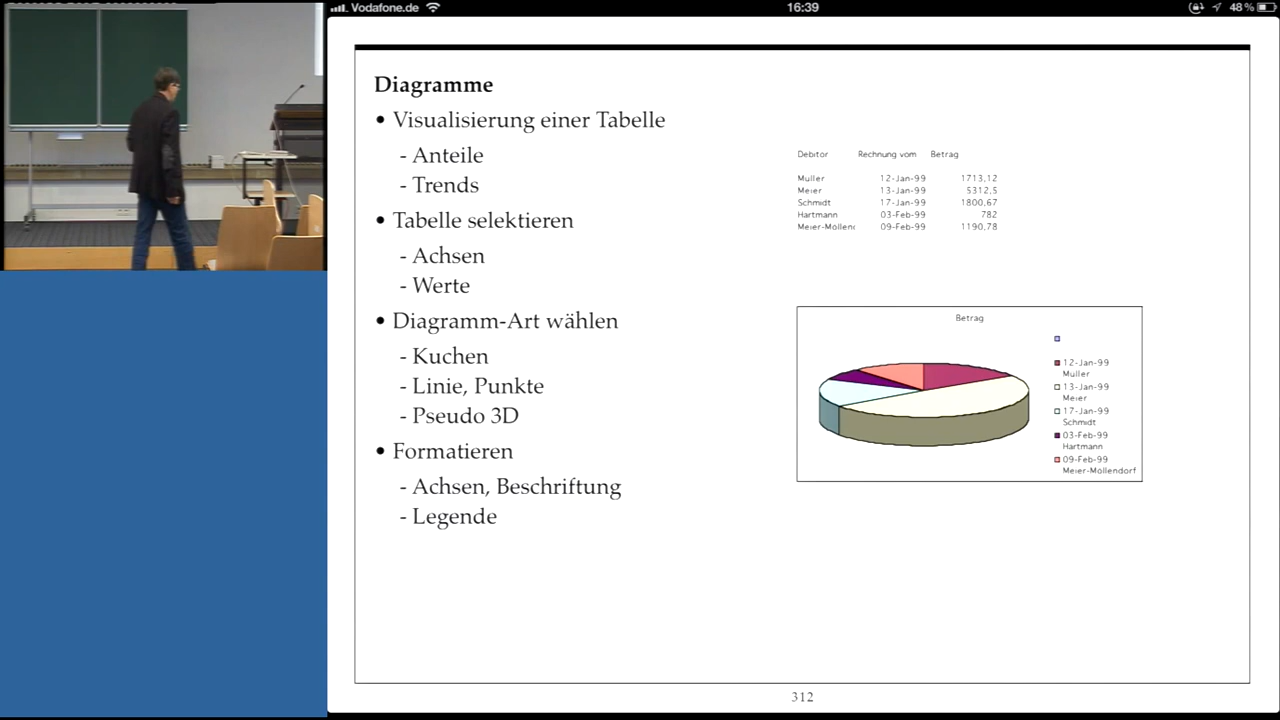 Vodafone.de
16:39
48 %
Diagramme
• Visualisierung einer Tabelle
- Anteile
- Trends
• Tabelle selektieren
- Achsen
- Werte
• Diagramm-Art wählen
- Kuchen
- Linie, Punkte
- Pseudo 3D
• Formatieren
- Achsen, Beschriftung
- Legende
Debitor Rechnung vom Betrag
Muller 12-Jan-99 1713,12
Meier 13-Jan-99 5312,5
Schmidt 17-Jan-99 1800,67
Hartmann 03-Feb-99 782
Meier-Mollenc 09-Feb-99 1190,78
Betrag
12-Jan-99
Muller
13-Jan-99
Meier
17-Jan-99
Schmidt
03-Feb-99
Hartmann
09-Feb-99
Meier-Mollendorf
312